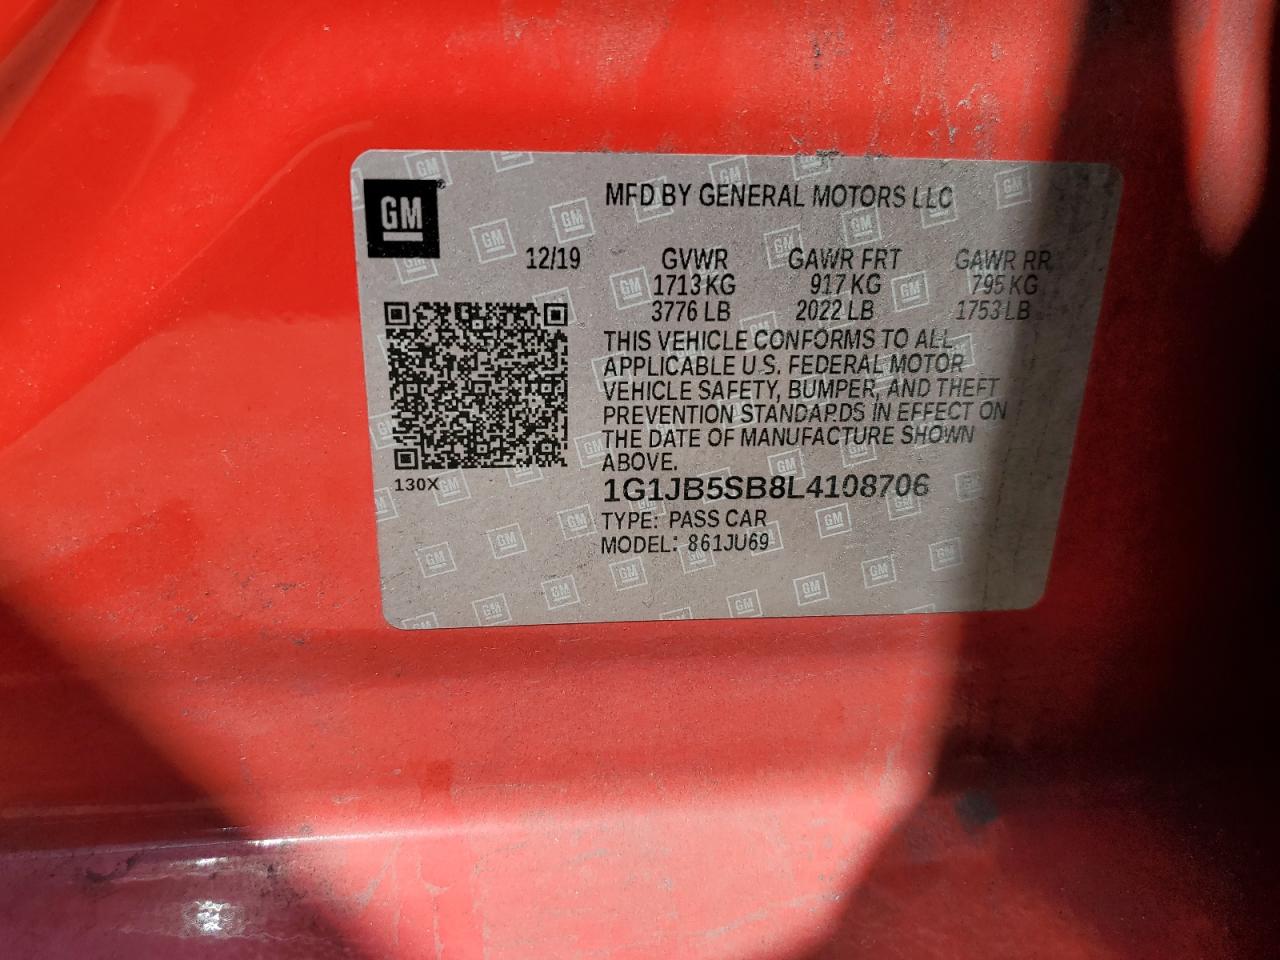 GM
MFD BY GENERAL MOTORS LLC
12/19 GVWR GAWR FRT GAWR RR
1713 KG 917 KG 795 KG
3776 LB 2022 LB 1753 LB
THIS VEHICLE CONFORMS TO ALL
APPLICABLE U.S. FEDERAL MOTOR
VEHICLE SAFETY, BUMPER, AND THEFT
PREVENTION STANDARDS IN EFFECT ON
THE DATE OF MANUFACTURE SHOWN
ABOVE.
130X
1G1JB5SB8L4108706
TYPE: PASS CAR
MODEL: 861JU69